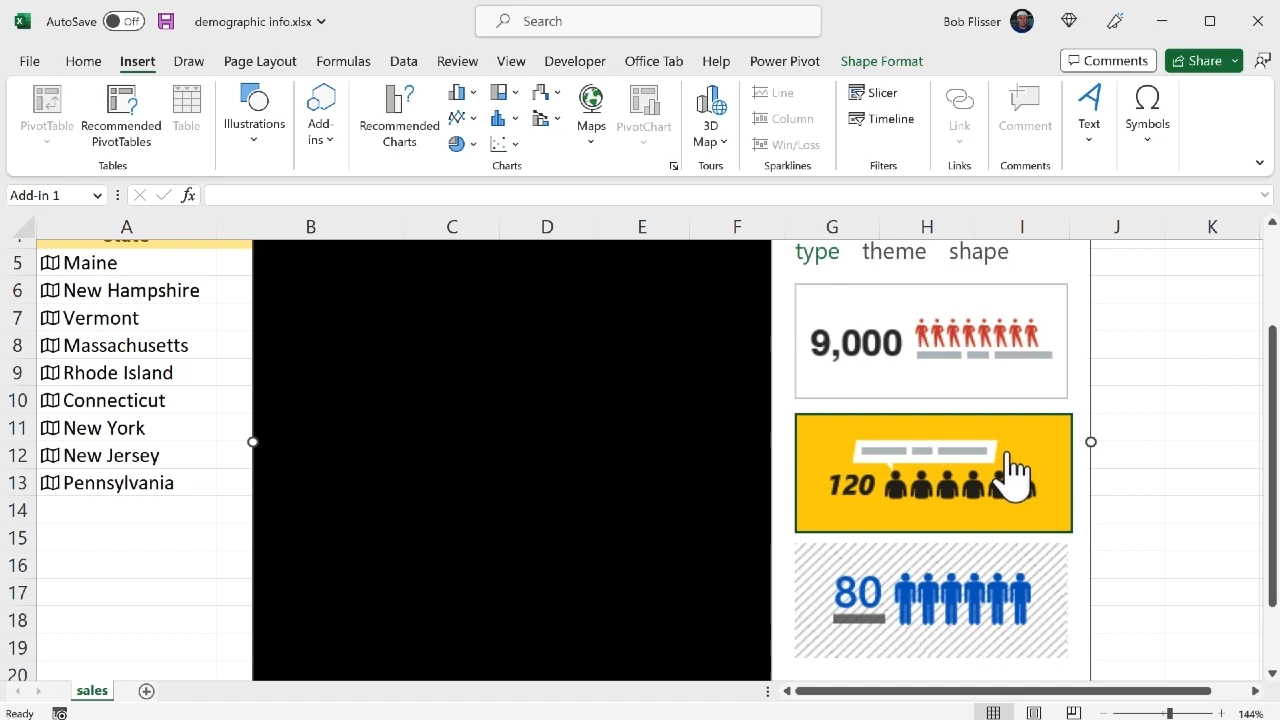 AutoSave Off demographic info.xlsx Search Bob Flisser
File Home Insert Draw Page Layout Formulas Data Review View Developer Office Tab Help Power Pivot Shape Format Comments Share
PivotTable Recommended PivotTables Table Illustrations Add-ins Recommended Charts Maps PivotChart 3D Map Line Column Win/Loss Slicer Timeline Link Comment Text Symbols
Tables Charts Tours Sparklines Filters Links Comments
Add-in 1 fx
A B C D E F G H I J K
type theme shape
5 Maine
6 New Hampshire
7 Vermont
8 Massachusetts
9 Rhode Island
10 Connecticut
11 New York
12 New Jersey
13 Pennsylvania
14
15
16
17
18
19
20
9,000
120
80
sales
Ready 144%